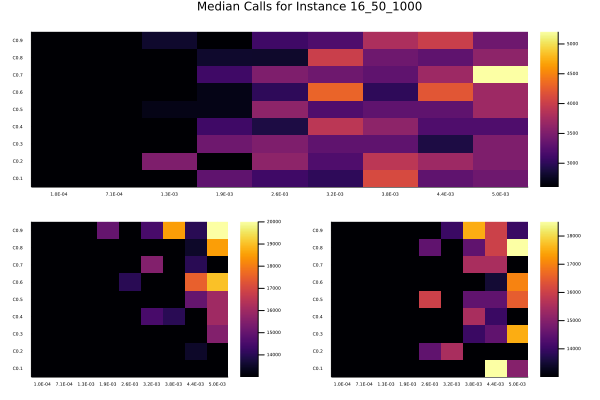 Median Calls for Instance 16_50_1000
C0.9
C0.8
C0.7
C0.6
C0.5
C0.4
C0.3
C0.2
C0.1
1.0E-04 7.1E-04 1.3E-03 1.9E-03 2.6E-03 3.2E-03 3.8E-03 4.4E-03 5.0E-03
5000
4500
4000
3500
3000
C0.9
C0.8
C0.7
C0.6
C0.5
C0.4
C0.3
C0.2
C0.1
1.0E-04 7.1E-04 1.3E-03 1.9E-03 2.6E-03 3.2E-03 3.8E-03 4.4E-03 5.0E-03
20000
19000
18000
17000
16000
15000
14000
C0.9
C0.8
C0.7
C0.6
C0.5
C0.4
C0.3
C0.2
C0.1
1.0E-04 7.1E-04 1.3E-03 1.9E-03 2.6E-03 3.2E-03 3.8E-03 4.4E-03 5.0E-03
18000
17000
16000
15000
14000